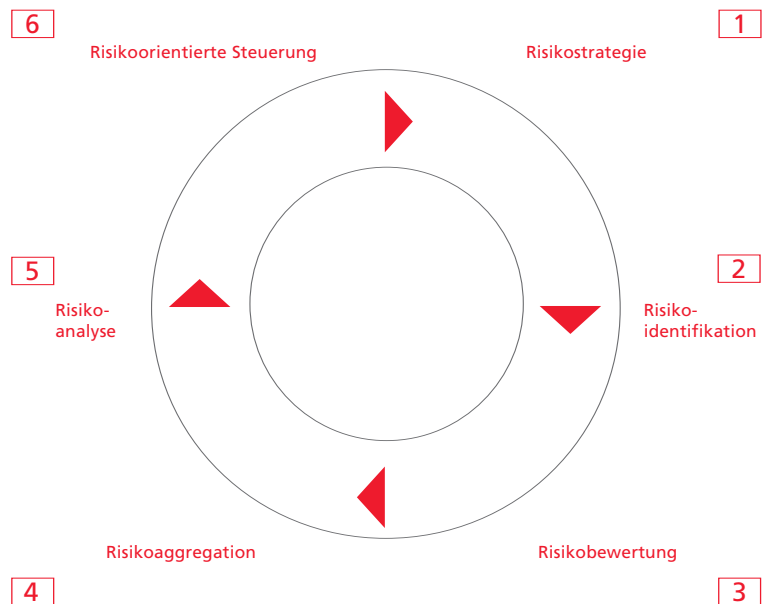 6
Risikoorientierte Steuerung
1
Risikostrategie
5
Risiko-
analyse
2
Risiko-
identifikation
Risikoaggregation
4
Risikobewertung
3